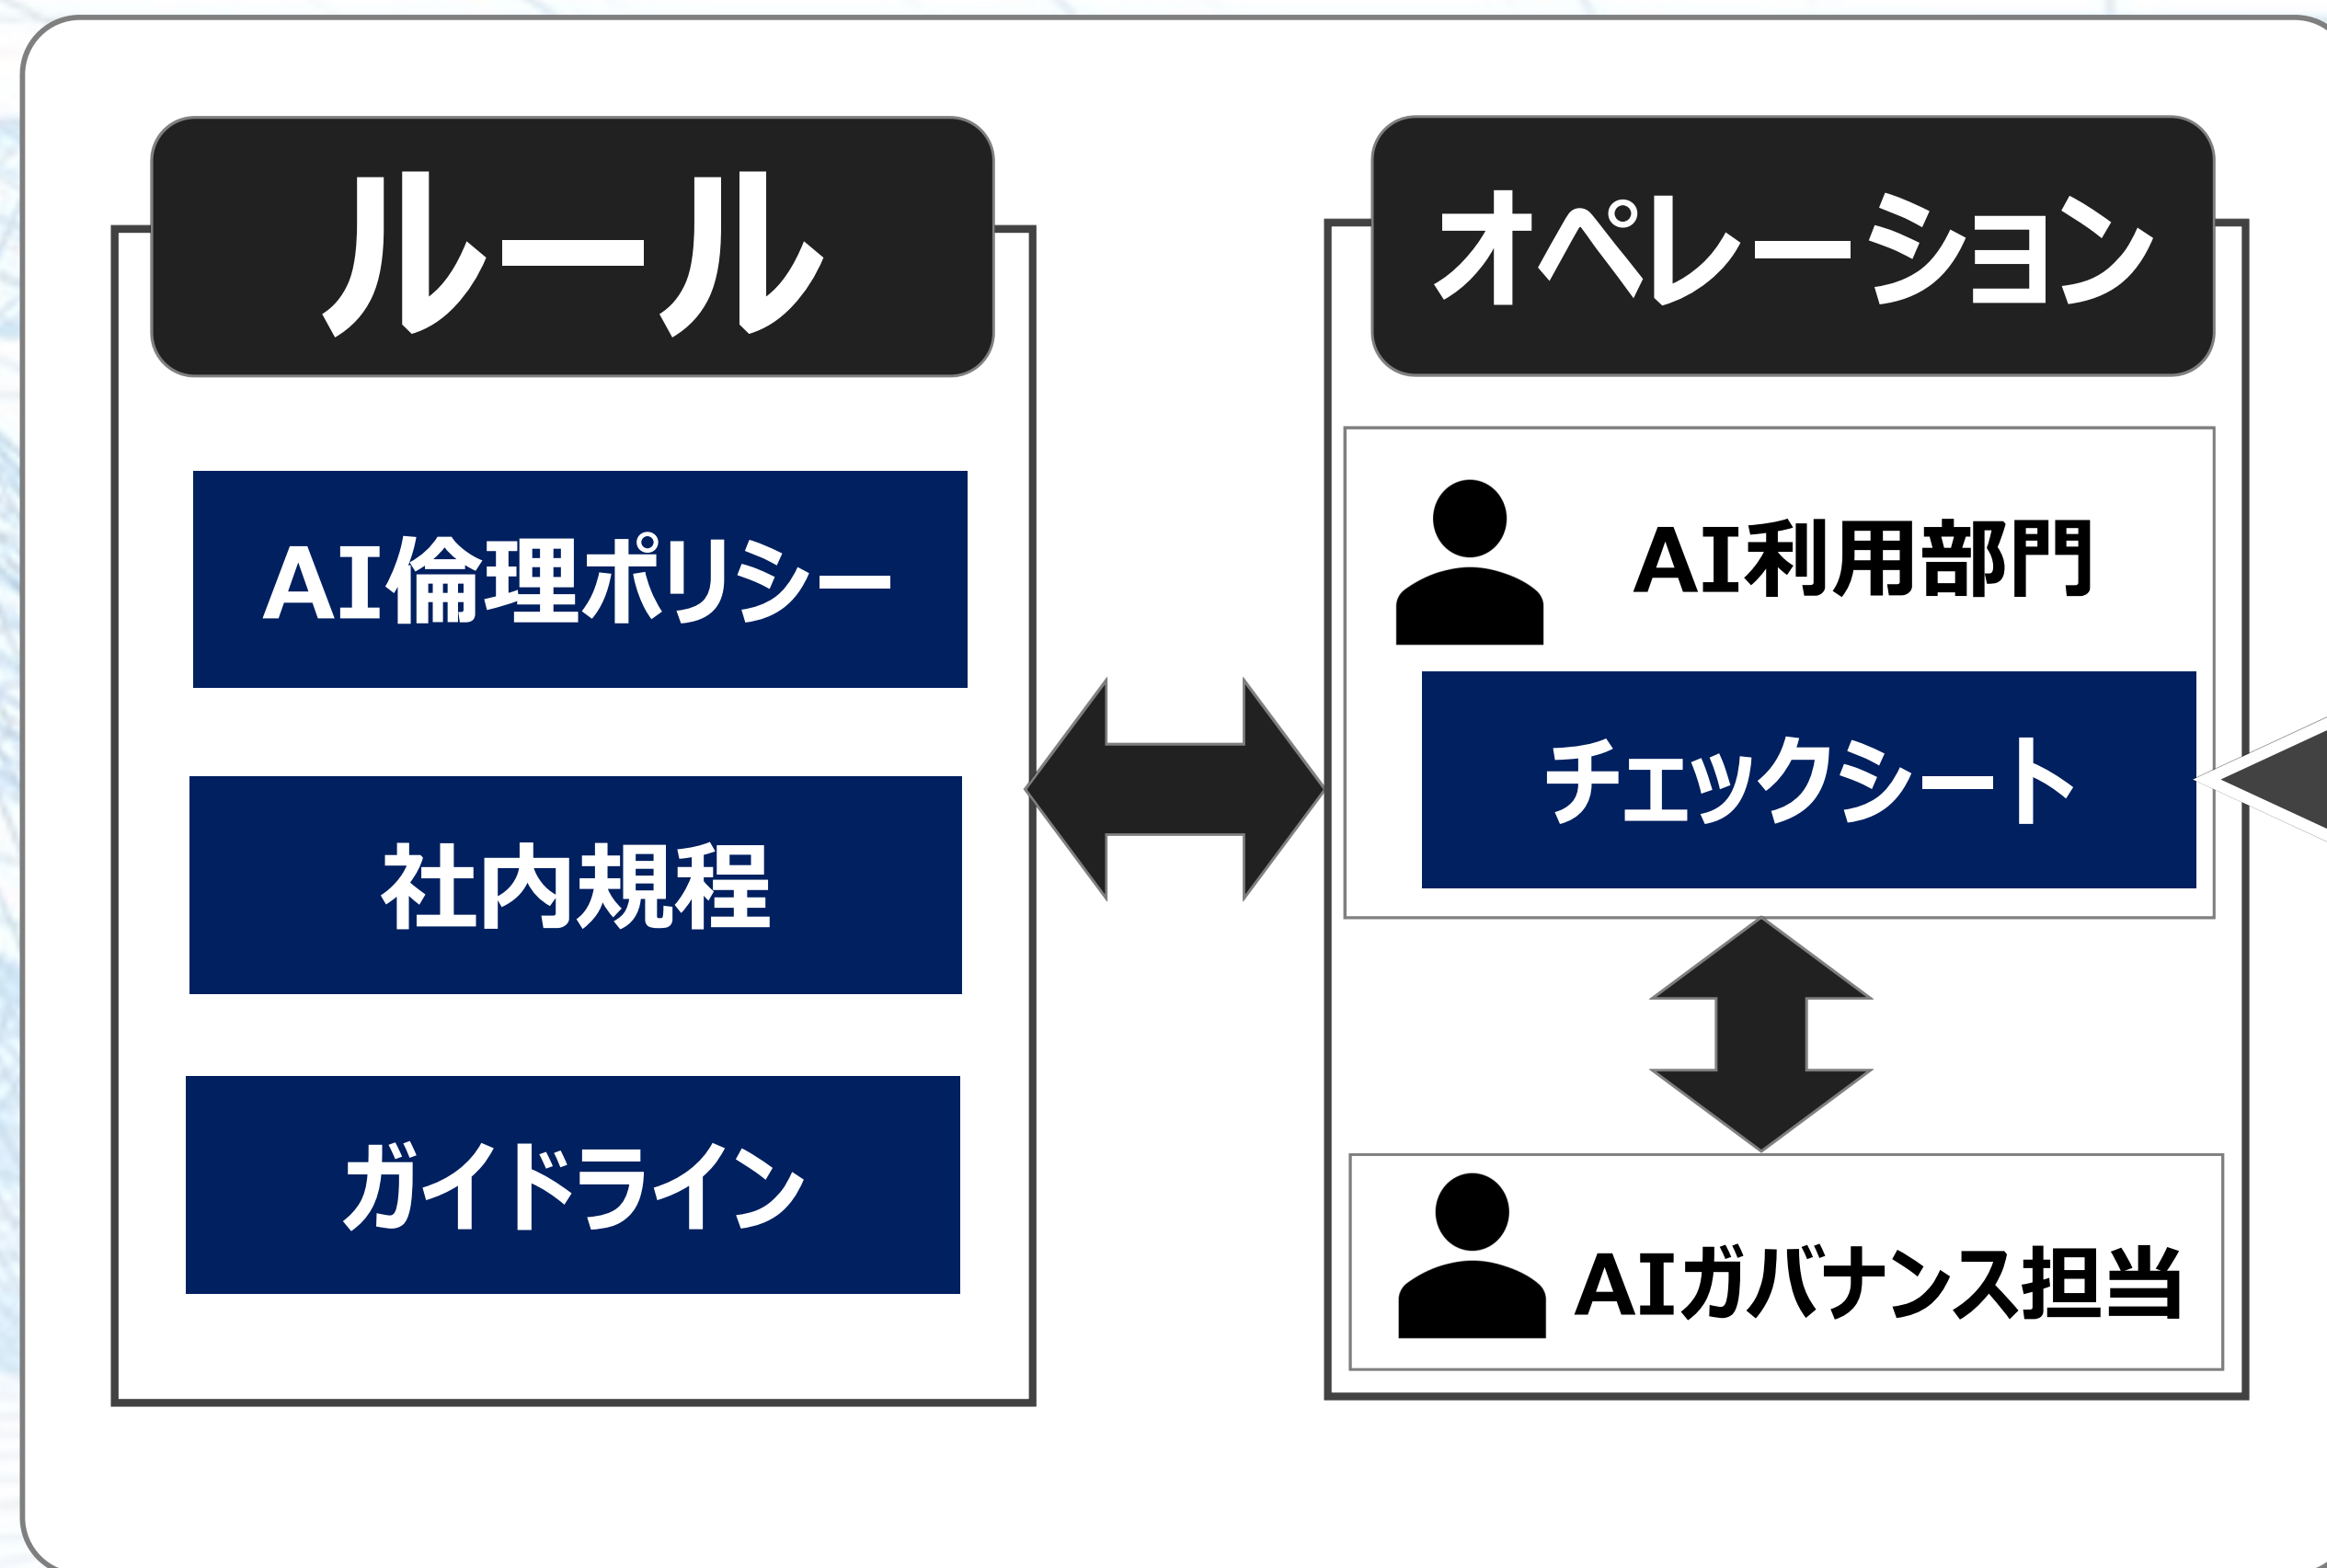 ルール
AI倫理ポリシー
社内規程
ガイドライン
オペレーション
AI利用部門
チェックシート
AIガバナンス担当